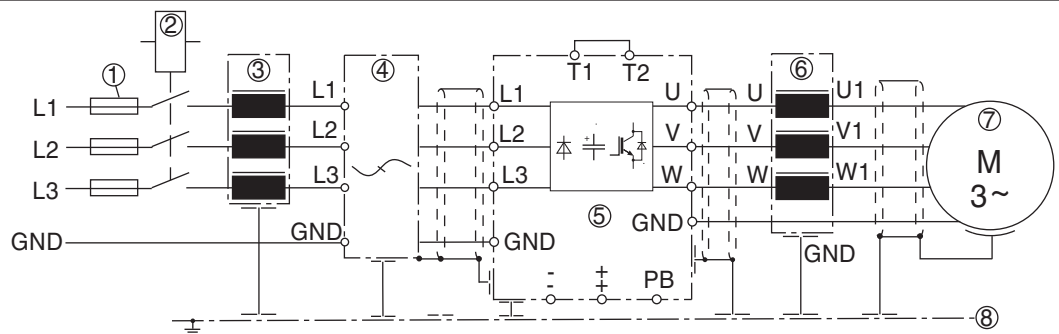 ②
T1 T2
① ③ ④ ⑥
L1 L1 L1 U U U1 ⑦
L2 L2 L2 V V V1 M
L3 L3 L3 W W W1 3~
⑤
GND GND GND GND GND
- + PB
- +
⑧